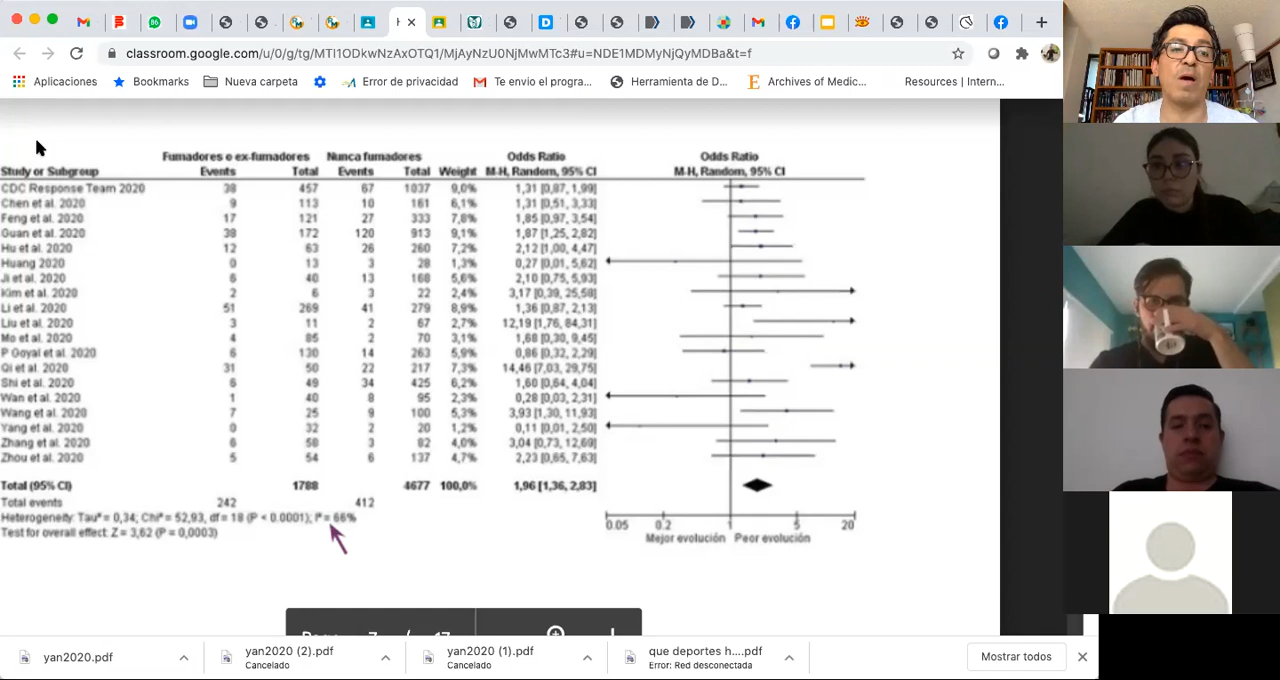 classroom.google.com/u/0/g/tg/MTI1ODkwNzAxOTQ1/MjAyMDMwMTc3#u=NDE1MDMyNjQyMDBa&t=f
Aplicaciones Bookmarks Nueva carpeta Error de privacidad Te envio el progra... Herramienta de D... Archives of Medic... Resources | Intern...
Fumadores o ex-fumadores Nunca fumadores Odds Ratio Odds Ratio
Study or Subgroup Events Total Events Total Weight M-H, Random, 95% CI M-H, Random, 95% CI
CDC Response Team 2020 38 457 67 1037 9,0% 1,31 [0,87, 1,99]
Chen et al. 2020 9 113 10 161 6,1% 1,31 [0,51, 3,33]
Feng et al. 2020 17 121 27 333 7,8% 1,85 [0,97, 3,54]
Guan et al. 2020 38 172 120 913 9,1% 1,87 [1,25, 2,82]
Hu et al. 2020 12 63 26 260 7,2% 2,12 [1,00, 4,47]
Huang 2020 0 13 3 28 1,3% 0,27 [0,01, 5,62]
Ji et al. 2020 6 40 13 168 5,6% 2,10 [0,75, 5,93]
Kim et al. 2020 2 6 3 22 2,4% 3,17 [0,39, 25,58]
Li et al. 2020 51 269 41 279 8,9% 1,36 [0,87, 2,13]
Liu et al. 2020 3 11 2 67 2,7% 12,19 [1,76, 84,31]
Mo et al. 2020 4 85 2 70 3,1% 1,68 [0,30, 9,45]
P Goyal et al. 2020 6 130 14 263 5,9% 0,86 [0,32, 2,29]
Qi et al. 2020 31 50 22 217 7,3% 14,46 [7,03, 29,75]
Shi et al. 2020 6 49 34 425 6,2% 1,60 [0,64, 4,04]
Wan et al. 2020 1 40 8 95 2,3% 0,28 [0,03, 2,31]
Wang et al. 2020 7 25 9 100 5,3% 3,93 [1,30, 11,93]
Yang et al. 2020 0 32 2 20 1,2% 0,11 [0,01, 2,50]
Zhang et al. 2020 6 58 3 82 4,0% 3,04 [0,73, 12,69]
Zhou et al. 2020 5 54 6 137 4,7% 2,23 [0,65, 7,63]
Total (95% CI) 1788 4677 100,0% 1,96 [1,36, 2,83]
Total events 242 412
Heterogeneity: Tau² = 0,34; Chi² = 52,93, df = 18 (P < 0.0001); I² = 66%
Test for overall effect: Z = 3,62 (P = 0,0003)
0.05 0.2 1 5 20
Mejor evolución Peor evolución
yan2020.pdf
yan2020 (2).pdf
Cancelado
yan2020 (1).pdf
Cancelado
que deportes h....pdf
Error: Red desconectada
Mostrar todos